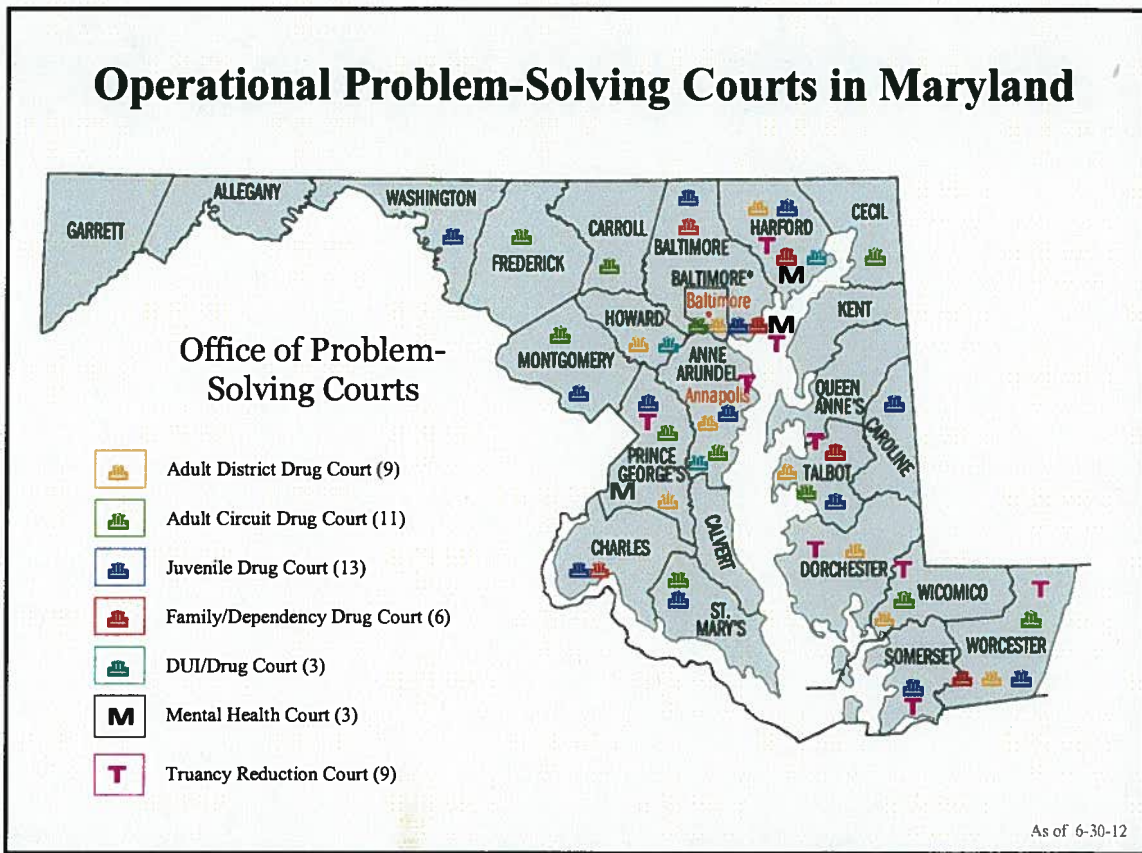 Operational Problem-Solving Courts in Maryland
GARRETT
ALLEGANY
WASHINGTON
FREDERICK
CARROLL
BALTIMORE
HARFORD
T
M
CECIL
BALTIMORE*
Baltimore
M
T
KENT
HOWARD
MONTGOMERY
ANNE
ARUNDEL
T
Annapolis
QUEEN
ANNE'S
CAROLINE
T
PRINCE
GEORGE'S
M
T
TALBOT
CALVERT
CHARLES
ST.
MARY'S
T
DORCHESTER
T
WICOMICO
T
WORCESTER
SOMERSET
T
Office of Problem-
Solving Courts
Adult District Drug Court (9)
Adult Circuit Drug Court (11)
Juvenile Drug Court (13)
Family/Dependency Drug Court (6)
DUI/Drug Court (3)
M Mental Health Court (3)
T Truancy Reduction Court (9)
As of 6-30-12